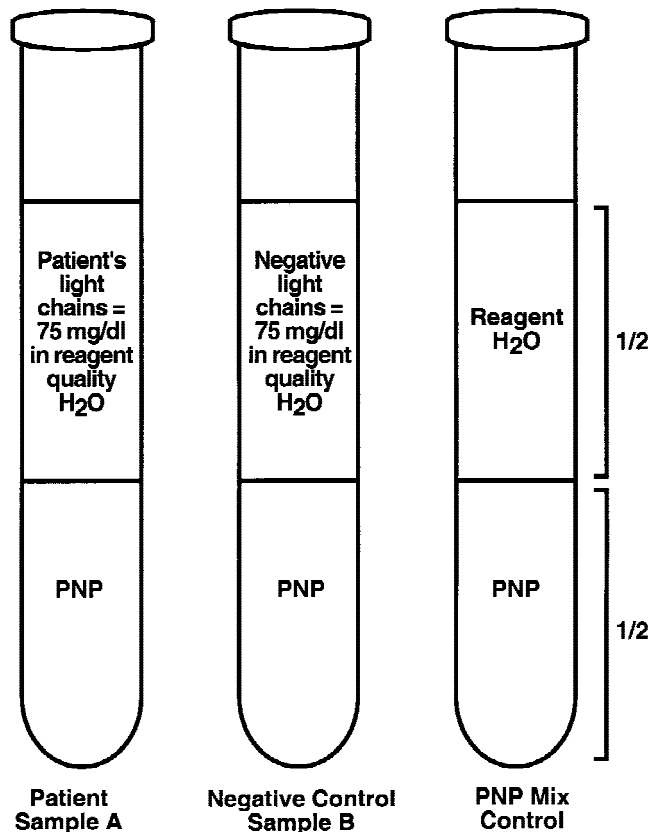 Patient's
light
chains =
75 mg/dl
in reagent
quality
H2O
PNP
Patient
Sample A
Negative
light
chains =
75 mg/dl
in reagent
quality
H2O
PNP
Negative Control
Sample B
Reagent
H2O
PNP
PNP Mix
Control
1/2
1/2